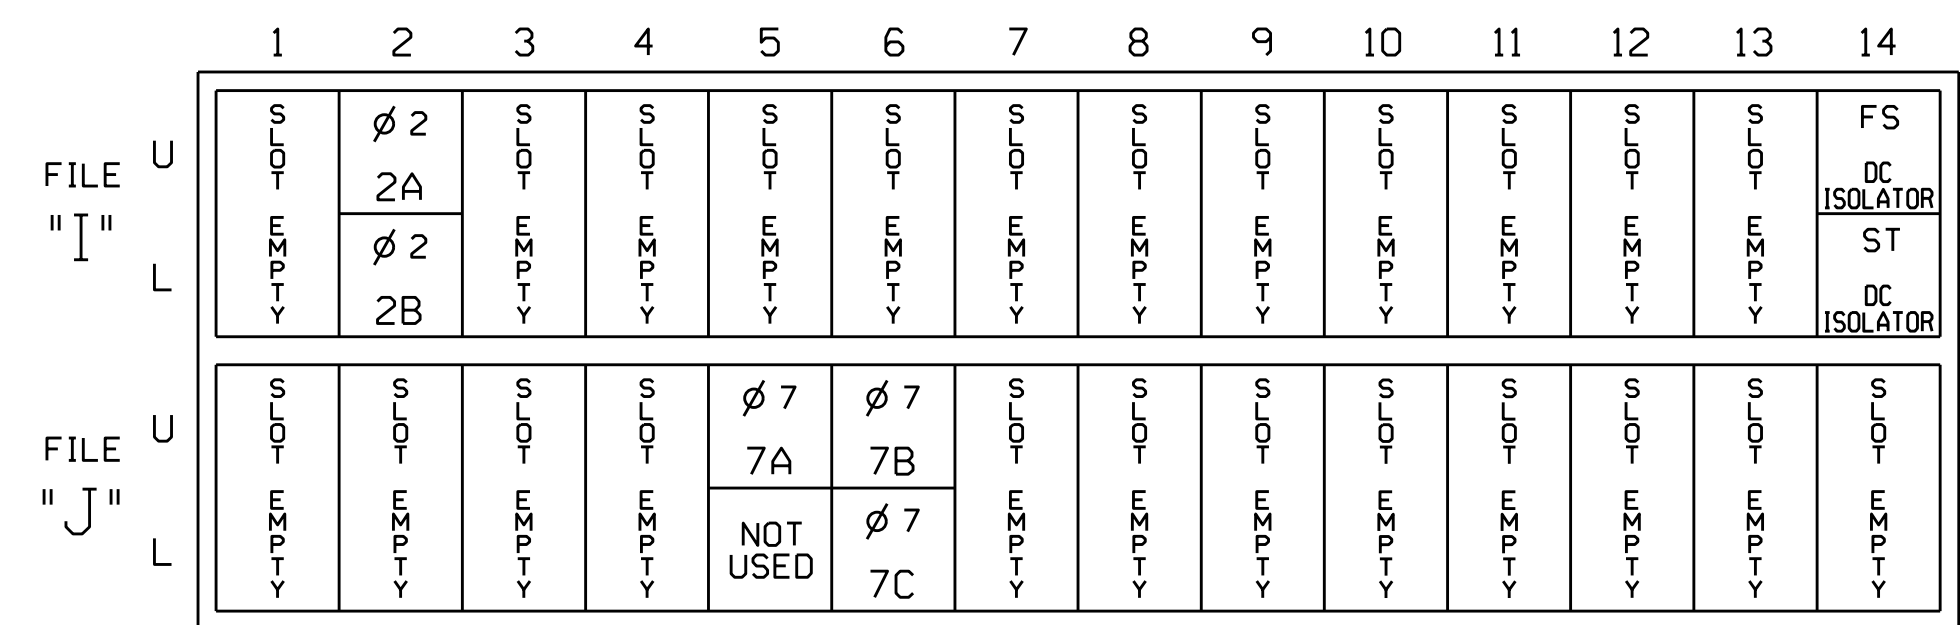 1 2 3 4 5 6 7 8 9 10 11 12 13 14
FILE "I"
U
L
SLOT EMPTY
Ø 2
2A
Ø 2
2B
SLOT EMPTY
SLOT EMPTY
SLOT EMPTY
SLOT EMPTY
SLOT EMPTY
SLOT EMPTY
SLOT EMPTY
SLOT EMPTY
SLOT EMPTY
SLOT EMPTY
SLOT EMPTY
FS
DC
ISOLATOR
ST
DC
ISOLATOR
FILE "J"
U
L
SLOT EMPTY
SLOT EMPTY
SLOT EMPTY
SLOT EMPTY
Ø 7
7A
NOT
USED
Ø 7
7B
Ø 7
7C
SLOT EMPTY
SLOT EMPTY
SLOT EMPTY
SLOT EMPTY
SLOT EMPTY
SLOT EMPTY
SLOT EMPTY
SLOT EMPTY